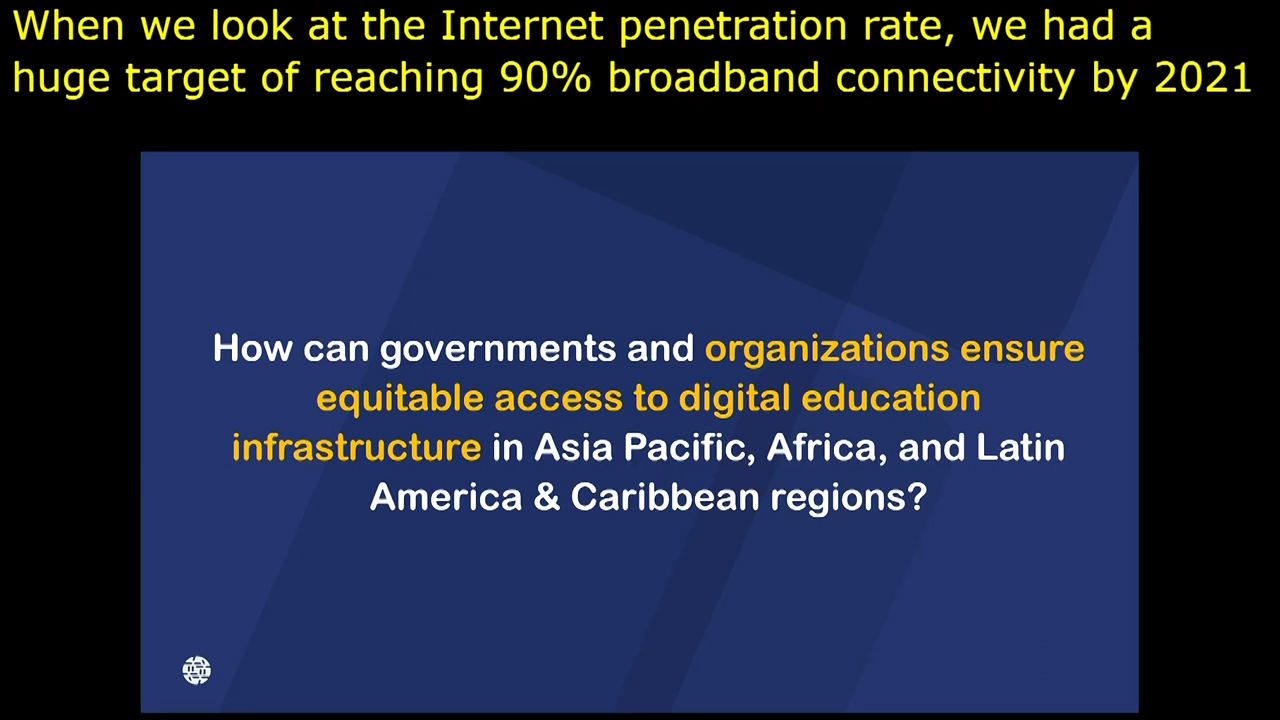 When we look at the Internet penetration rate, we had a
huge target of reaching 90% broadband connectivity by 2021
How can governments and organizations ensure
equitable access to digital education
infrastructure in Asia Pacific, Africa, and Latin
America & Caribbean regions?